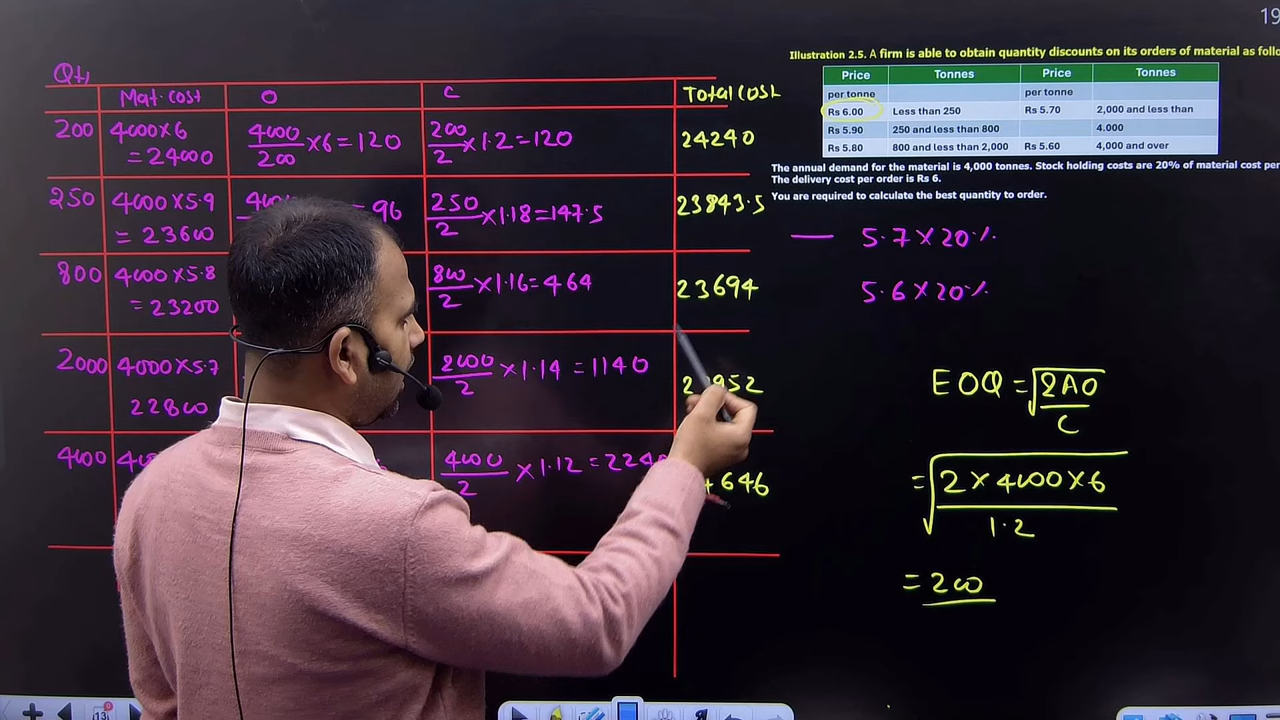 19
Illustration 2.5. A firm is able to obtain quantity discounts on its orders of material as
Price Tonnes Price Tonnes
per tonne per tonne
Rs 6.00 Less than 250 Rs 5.70 2,000 and less than
Rs 5.90 250 and less than 800 4.000
Rs 5.80 800 and less than 2,000 Rs 5.60 4,000 and over
The annual demand for the material is 4,000 tonnes. Stock holding costs are 20% of material cost
The delivery cost per order is Rs 6.
You are required to calculate the best quantity to order.
Qty
Mat. cost O C Total cost
200 4000×6 = 24000 4000/200 ×6 = 120 200/2 ×1.2 = 120 24240
250 4000×5.9 = 23600 = 96 250/2 ×1.18 = 147.5 23843.5
800 4000×5.8 = 23200 800/2 ×1.16 = 464 23694
2000 4000×5.7 22800 2000/2 ×1.14 = 1140
4000 4000/2 ×1.12 = 2240
5.7×20%
5.6×20%
EOQ = √2AO/C
= √2×4000×6/1.2
= 200